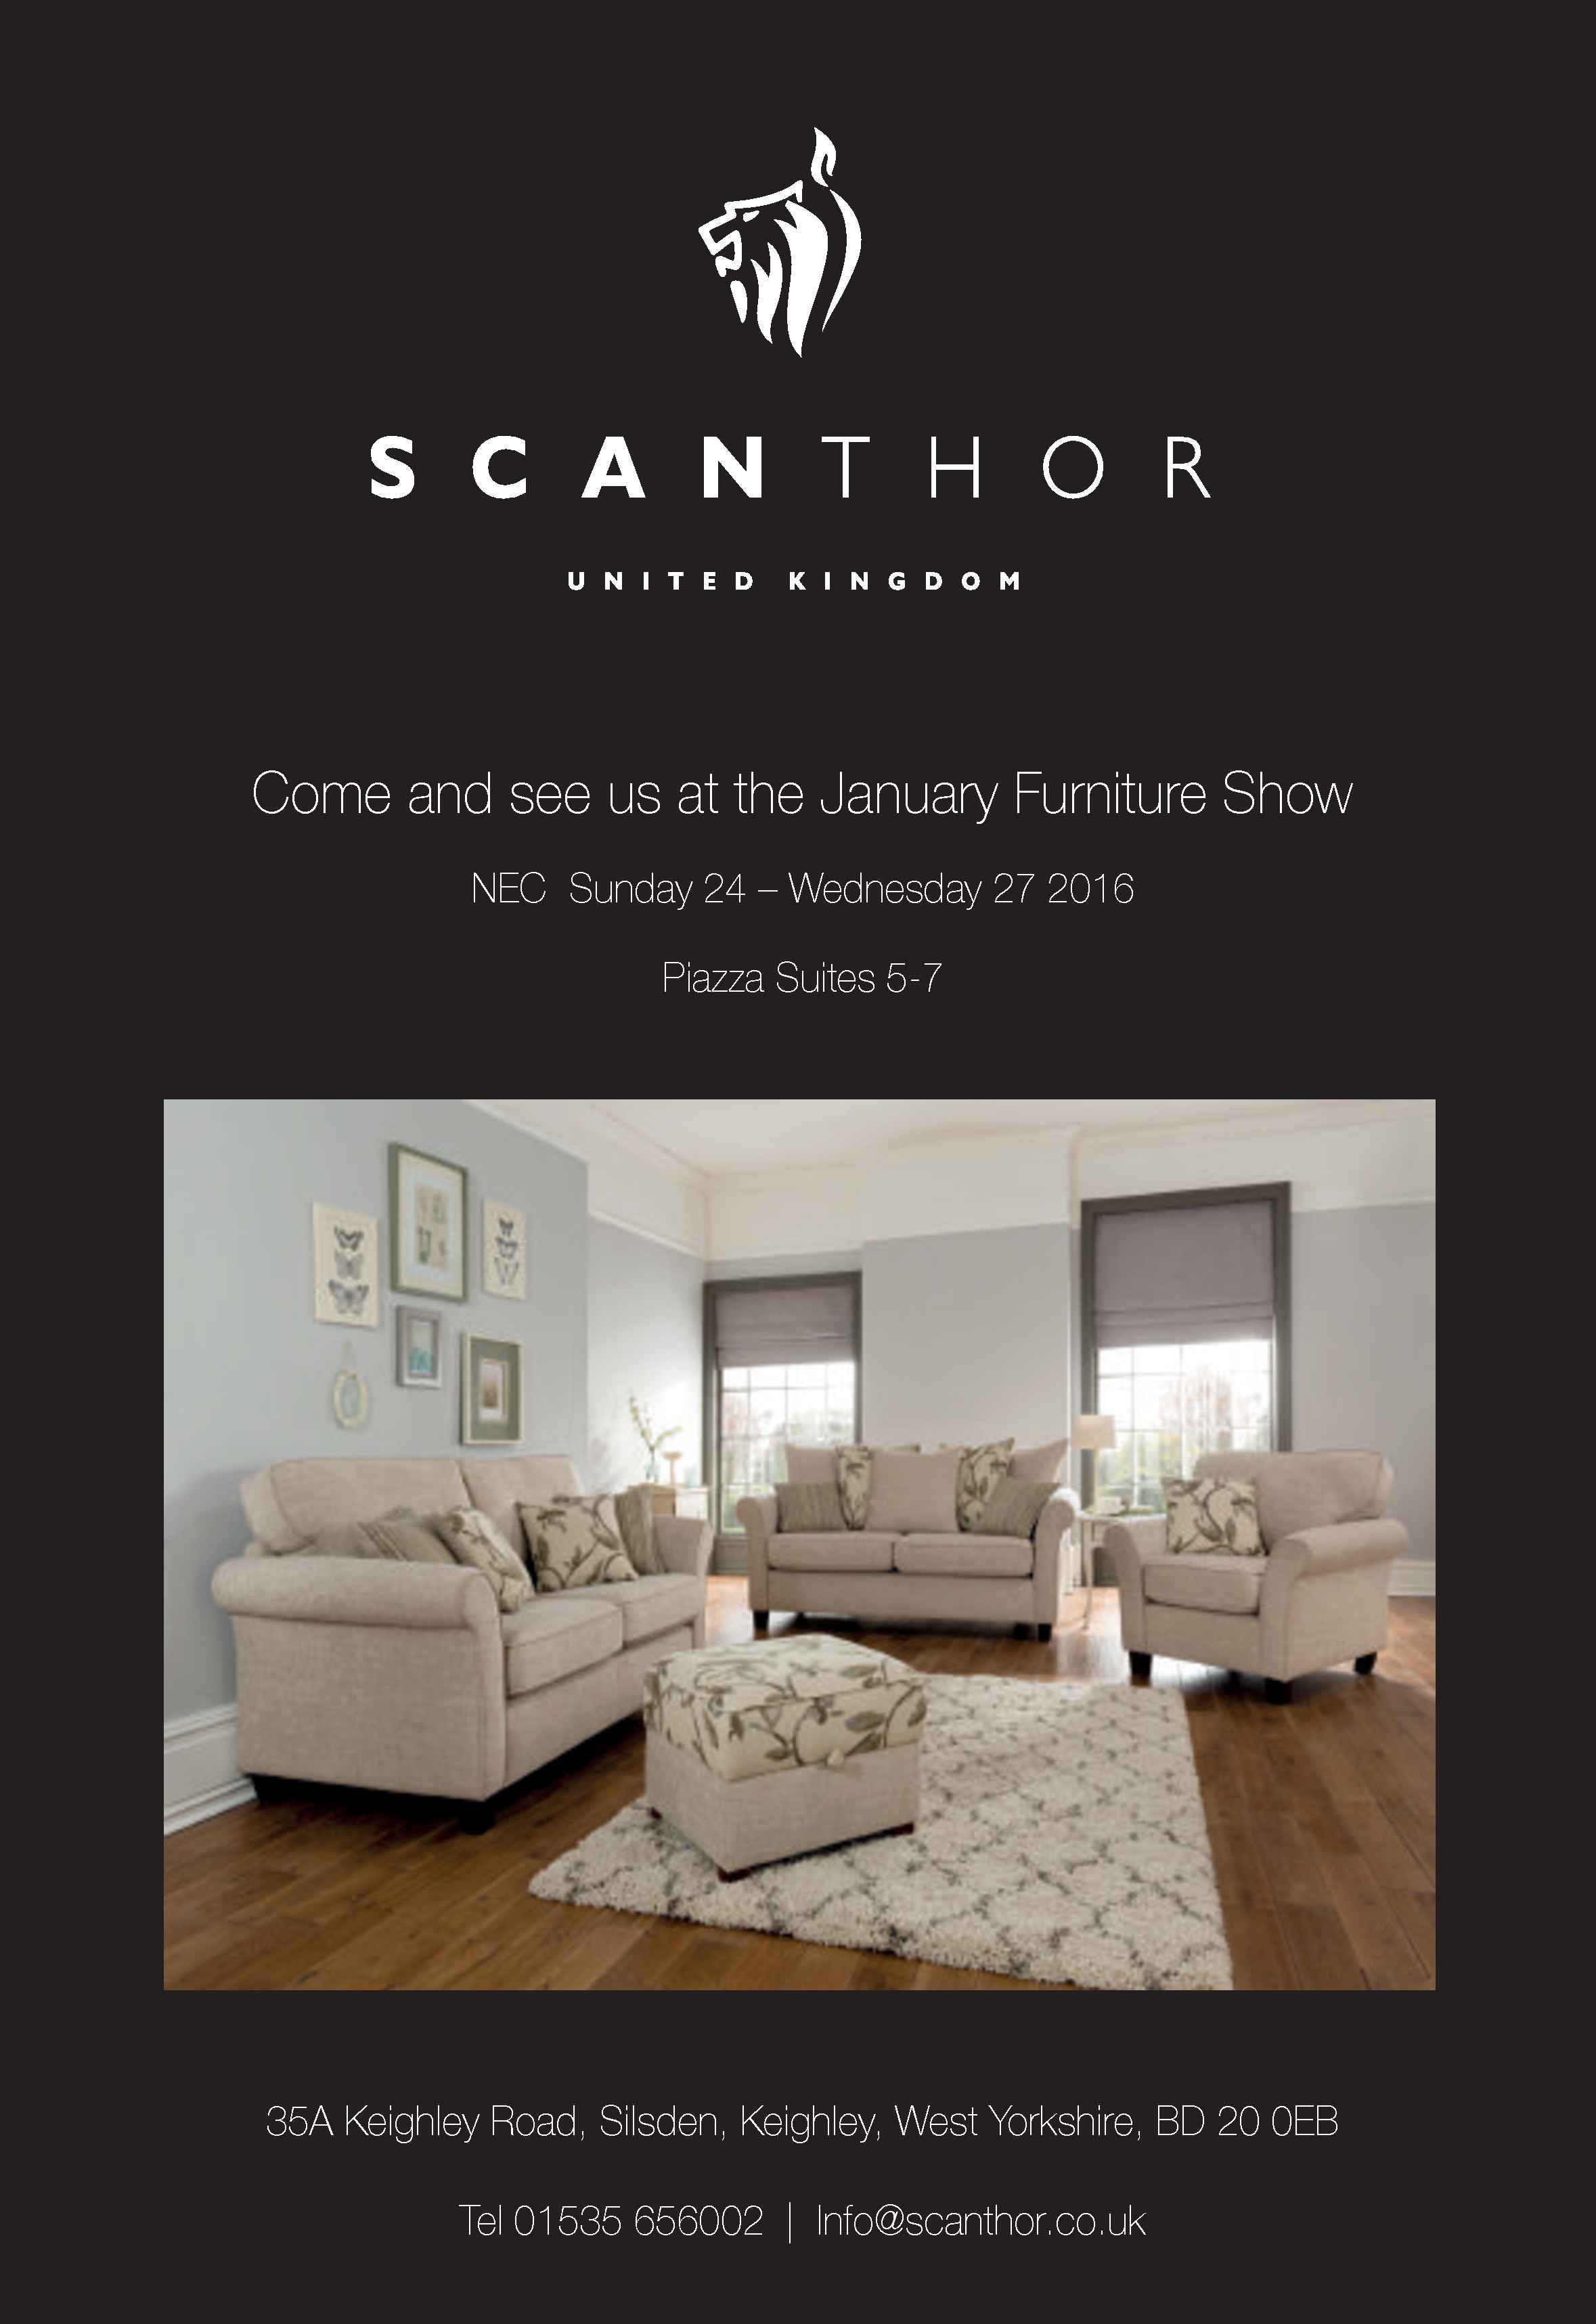 SCANTHOR
UNITED KINGDOM
Come and see us at the January Furniture Show
NEC Sunday 24 – Wednesday 27 2016
Piazza Suites 5-7
35A Keighley Road, Silsden, Keighley, West Yorkshire, BD 20 0EB
Tel 01535 656002 | Info@scanthor.co.uk